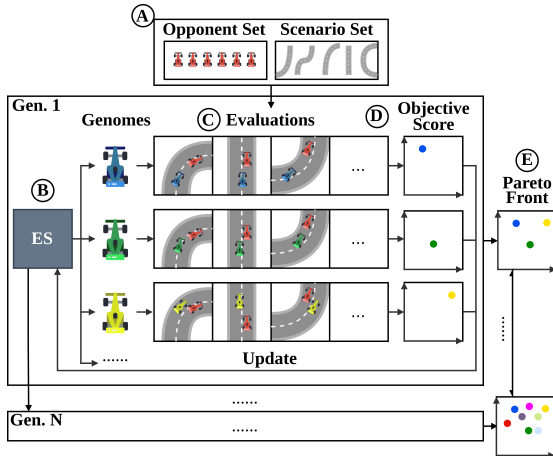 A
Opponent Set
Scenario Set
Gen. 1
Genomes
C
Evaluations
D
Objective
Score
E
Pareto
Front
B
ES
...
...
...
......
Update
......
......
Gen. N
......